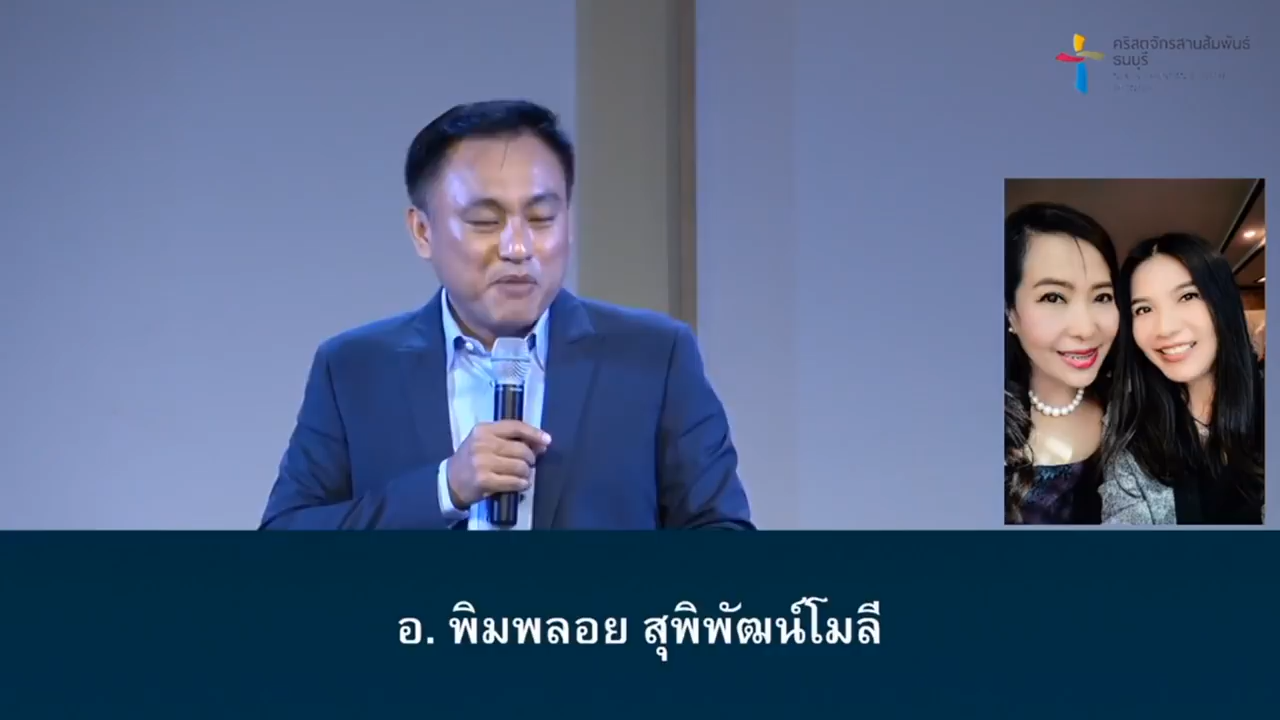 คริสตจักรสานสัมพันธ์
ธนบุรี
อ. พิมพลอย สุพิพัฒน์โมลี